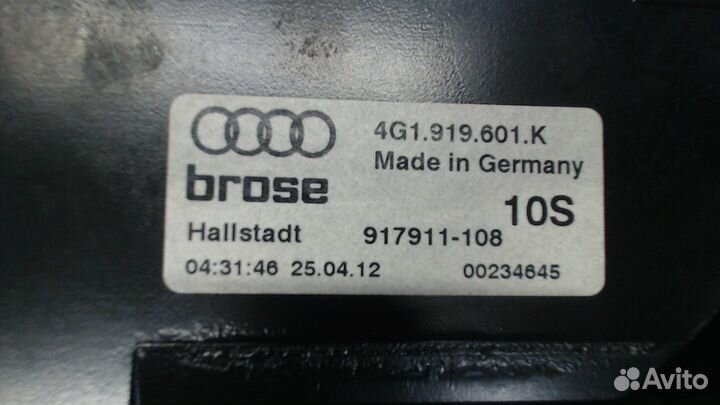 4G1.919.601.K
Made in Germany
brose
10S
Hallstadt 917911-108
04:31:46 25.04.12 00234645
Avito